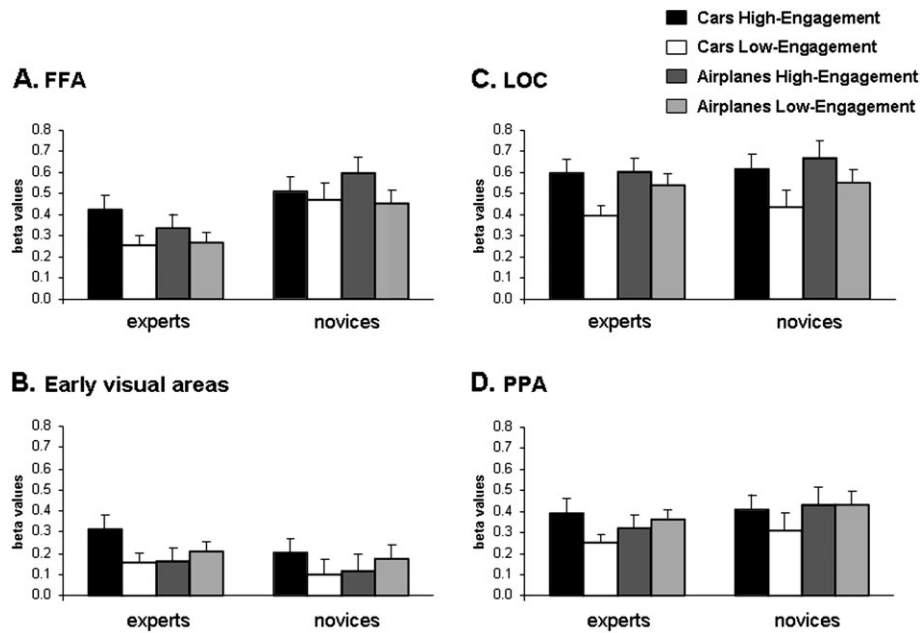 Cars High-Engagement
Cars Low-Engagement
Airplanes High-Engagement
Airplanes Low-Engagement
A. FFA
beta values
0.8
0.7
0.6
0.5
0.4
0.3
0.2
0.1
0.0
experts novices
C. LOC
beta values
0.8
0.7
0.6
0.5
0.4
0.3
0.2
0.1
0.0
experts novices
B. Early visual areas
beta values
0.8
0.7
0.6
0.5
0.4
0.3
0.2
0.1
0.0
experts novices
D. PPA
beta values
0.8
0.7
0.6
0.5
0.4
0.3
0.2
0.1
0.0
experts novices